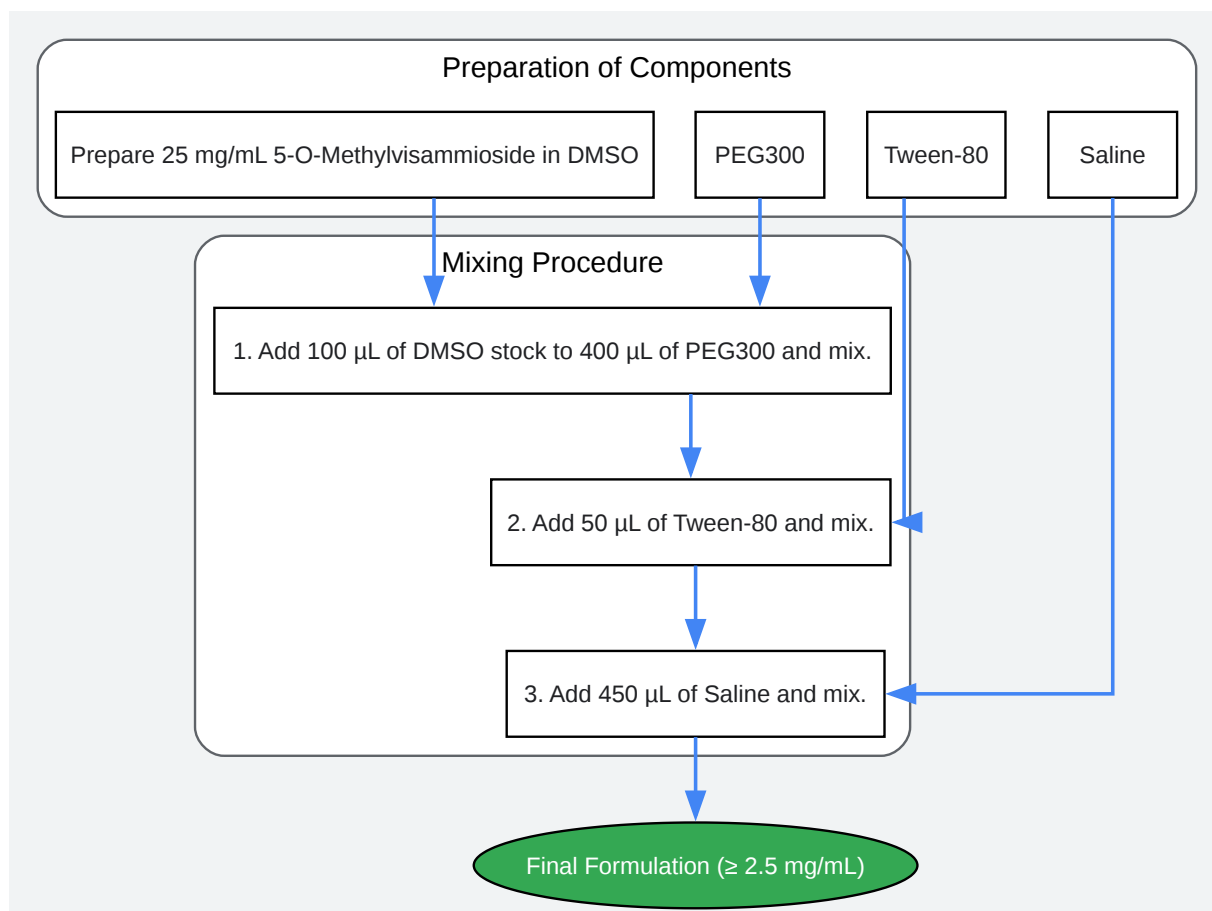 Preparation of Components
Prepare 25 mg/mL 5-O-Methylvisammioside in DMSO
PEG300
Tween-80
Saline
Mixing Procedure
1. Add 100 µL of DMSO stock to 400 µL of PEG300 and mix.
2. Add 50 µL of Tween-80 and mix.
3. Add 450 µL of Saline and mix.
Final Formulation (≥ 2.5 mg/mL)